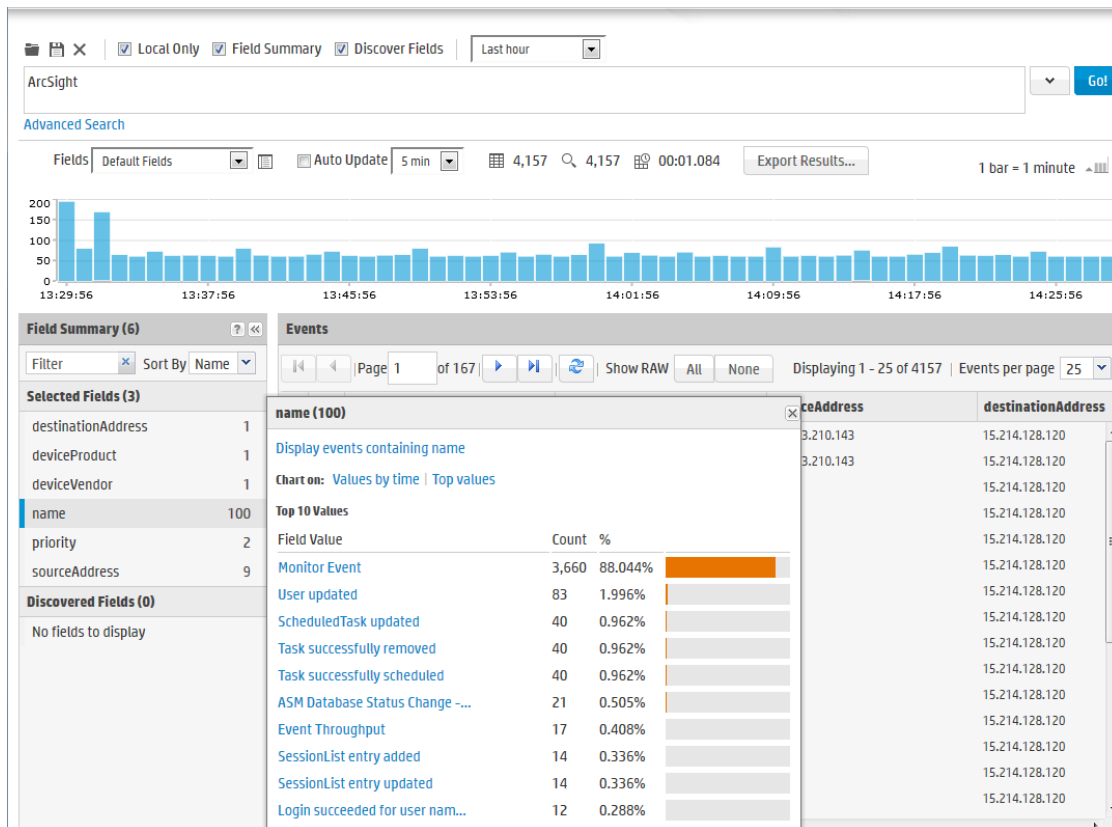 Local Only Field Summary Discover Fields Last hour
ArcSight
Go!
Advanced Search
Fields Default Fields Auto Update 5 min 4,157 4,157 00:01.084 Export Results... 1 bar = 1 minute
200
150
100
50
0
13:29:56 13:37:56 13:45:56 13:53:56 14:01:56 14:09:56 14:17:56 14:25:56
Field Summary (6) ? «
Filter × Sort By Name
Selected Fields (3)
destinationAddress 1
deviceProduct 1
deviceVendor 1
name 100
priority 2
sourceAddress 9
Discovered Fields (0)
No fields to display
Events
Page 1 of 167 Show RAW All None Displaying 1 - 25 of 4157 Events per page 25
ceAddress destinationAddress
3.210.143 15.214.128.120
3.210.143 15.214.128.120
15.214.128.120
15.214.128.120
15.214.128.120
15.214.128.120
15.214.128.120
15.214.128.120
15.214.128.120
15.214.128.120
15.214.128.120
15.214.128.120
15.214.128.120
15.214.128.120
15.214.128.120
name (100)
Display events containing name
Chart on: Values by time | Top values
Top 10 Values
Field Value Count %
Monitor Event 3,660 88.044%
User updated 83 1.996%
ScheduledTask updated 40 0.962%
Task successfully removed 40 0.962%
Task successfully scheduled 40 0.962%
ASM Database Status Change -... 21 0.505%
Event Throughput 17 0.408%
SessionList entry added 14 0.336%
SessionList entry updated 14 0.336%
Login succeeded for user nam... 12 0.288%